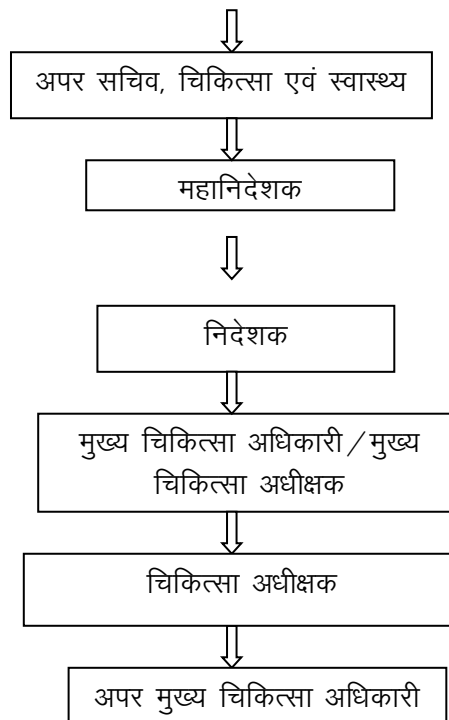 अपर सचिव, चिकित्सा एवं स्वास्थ्य
महानिदेशक
निदेशक
मुख्य चिकित्सा अधिकारी/मुख्य
चिकित्सा अधीक्षक
चिकित्सा अधीक्षक
अपर मुख्य चिकित्सा अधिकारी